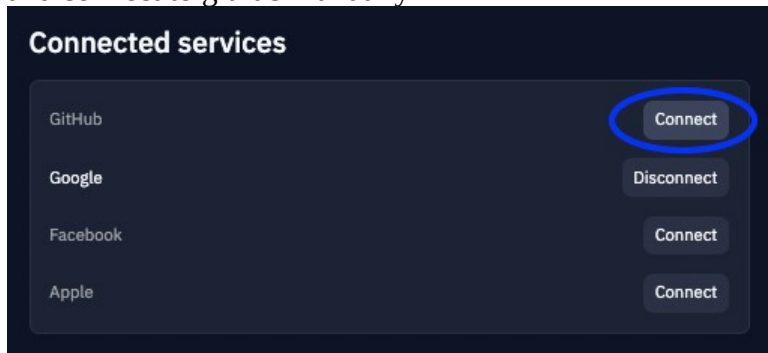 Connected services
GitHub Connect
Google Disconnect
Facebook Connect
Apple Connect